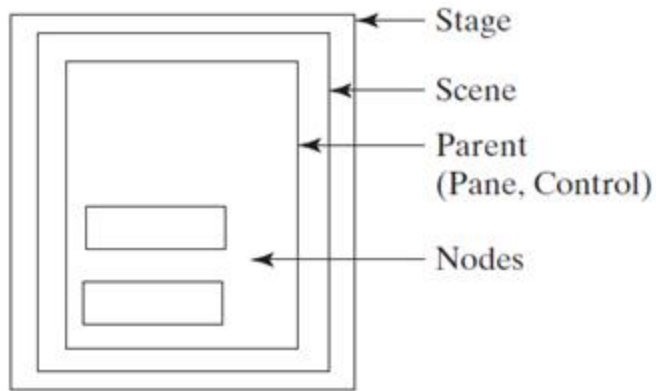 Stage
Scene
Parent
(Pane, Control)
Nodes